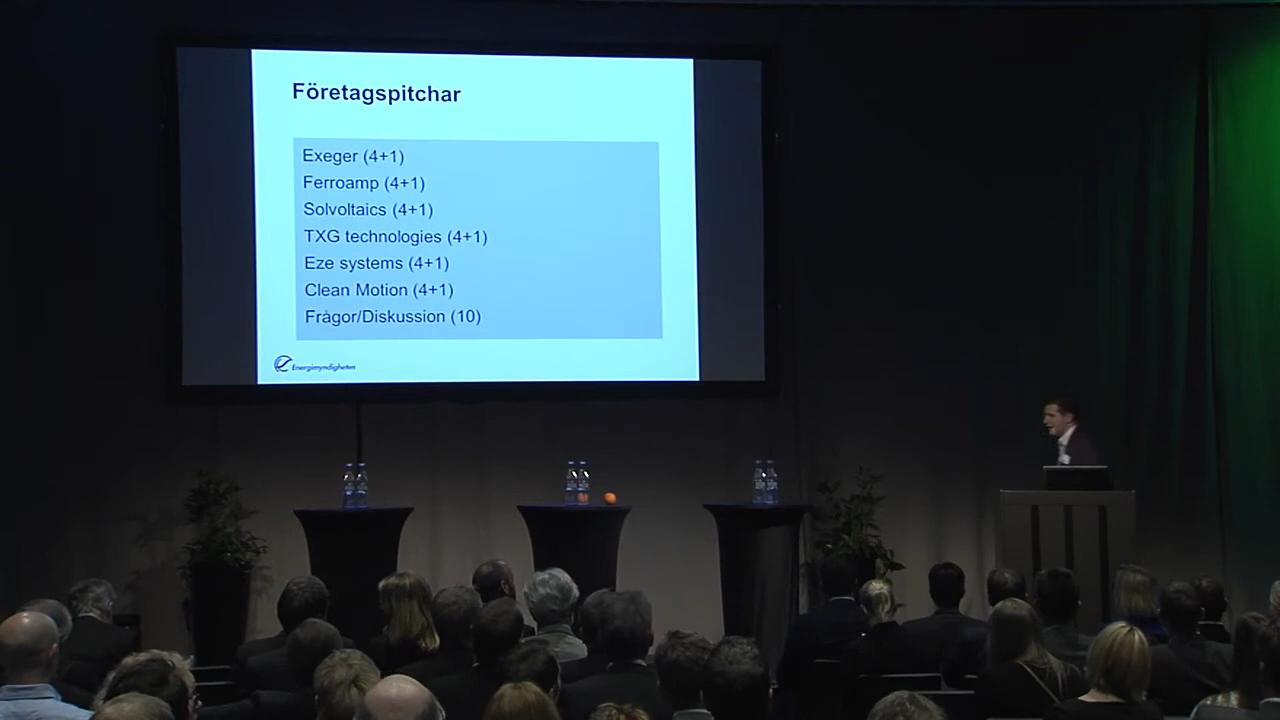 Företagspitchar
Exeger (4+1)
Ferroamp (4+1)
Solvoltaics (4+1)
TXG technologies (4+1)
Eze systems (4+1)
Clean Motion (4+1)
Frågor/Diskussion (10)
Energimyndigheten